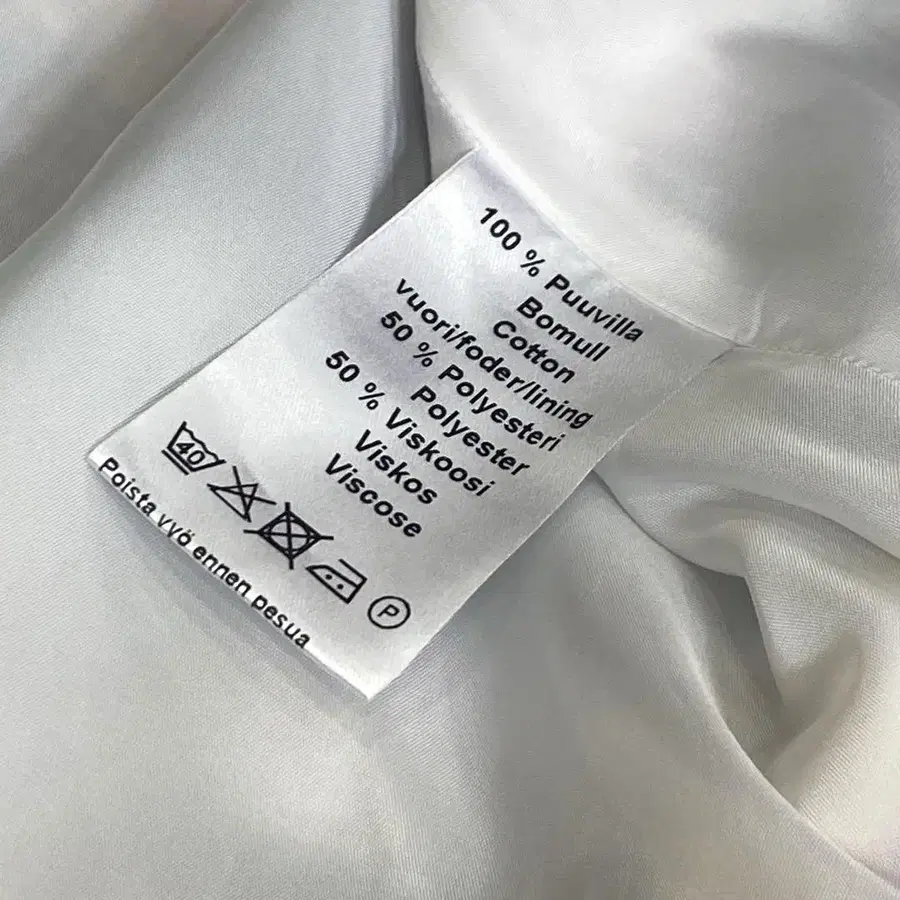 100 % Puuvilla
Bomull
Cotton
vuori/foder/lining
50 % Polyesteri
Polyester
50 % Viskoosi
Viskos
Viscose
40
P
Poista vyö ennen pesua